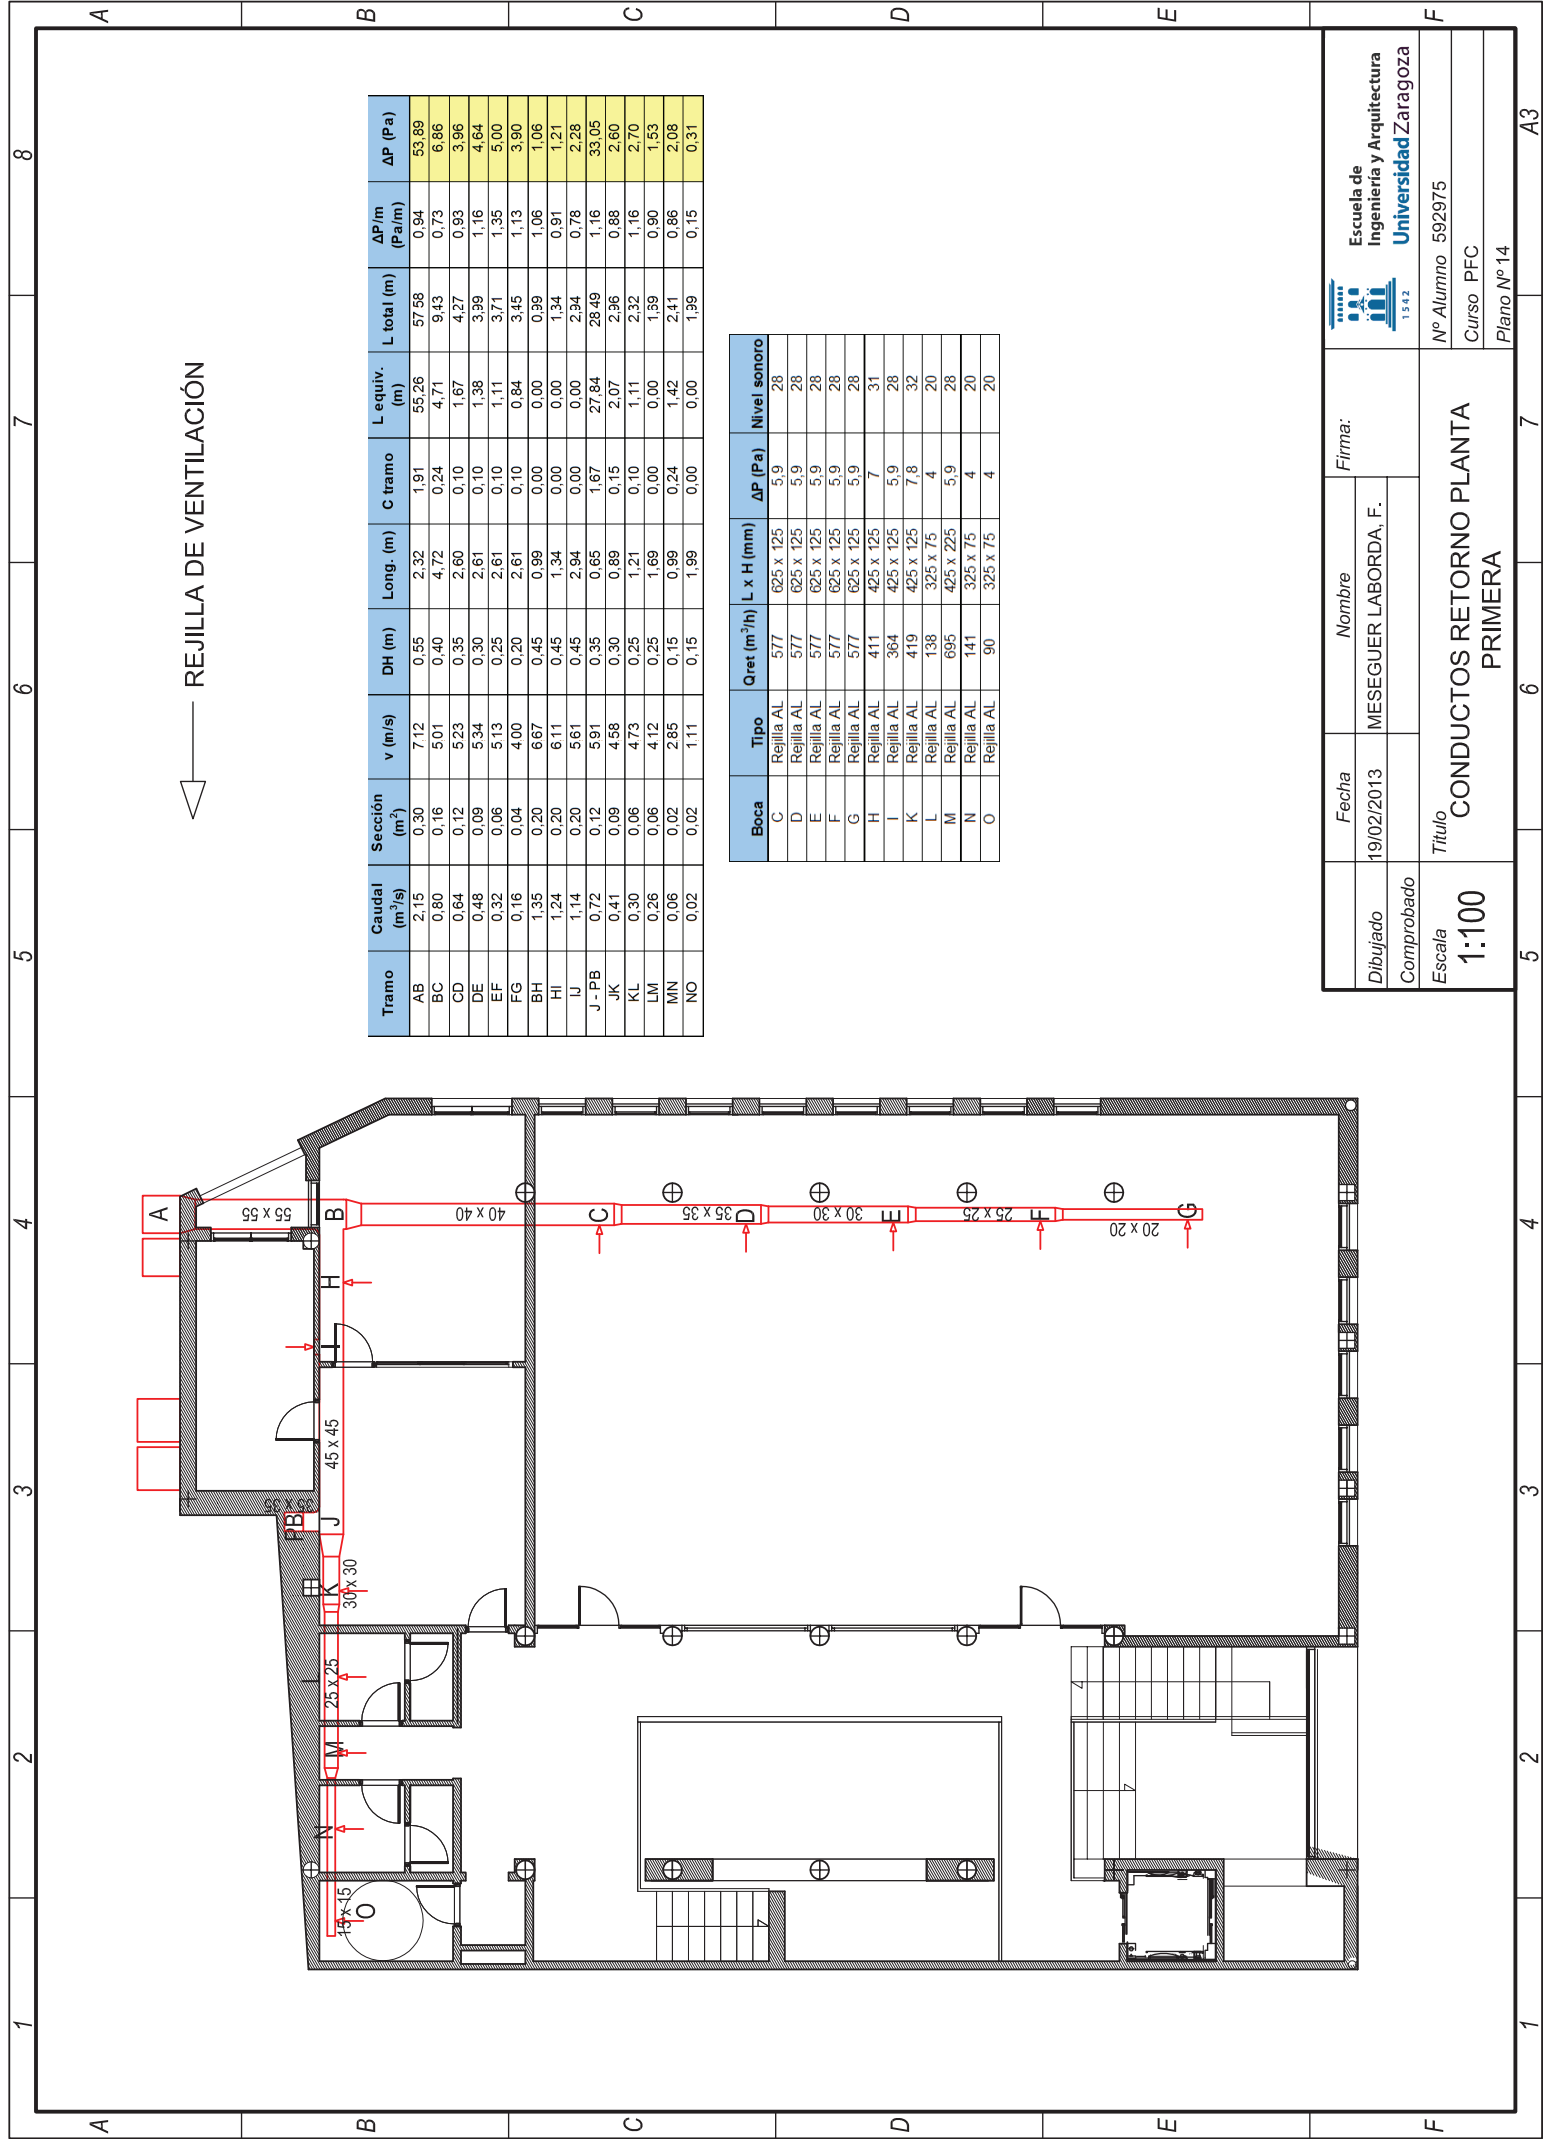 1 2 3 4 5 6 7 8
A B C D E F
REJILLA DE VENTILACIÓN
Tramo Caudal (m³/s) Sección (m²) v (m/s) DH (m) Long. (m) C tramo L equiv. (m) L total (m) ΔP/m (Pa/m) ΔP (Pa)
AB 2,15 0,30 7,12 0,55 2,32 1,91 55,26 57,58 0,94 53,89
BC 0,80 0,16 5,01 0,40 4,72 0,24 4,71 9,43 0,73 6,86
CD 0,64 0,12 5,23 0,35 2,60 0,10 1,67 4,27 0,93 3,96
DE 0,48 0,09 5,34 0,30 2,61 0,10 1,38 3,99 1,16 4,64
EF 0,32 0,06 5,13 0,25 2,61 0,10 1,11 3,71 1,35 5,00
FG 0,16 0,04 4,00 0,20 2,61 0,10 0,84 3,45 1,13 3,90
BH 1,35 0,20 6,67 0,45 0,99 0,00 0,00 0,99 1,06 1,06
HI 1,24 0,20 6,11 0,45 1,34 0,00 0,00 1,34 0,91 1,21
IJ 1,14 0,20 5,61 0,45 2,94 0,00 0,00 2,94 0,78 2,28
J - PB 0,72 0,12 5,91 0,35 0,65 1,67 27,84 28,49 1,16 33,05
JK 0,41 0,09 4,58 0,30 0,89 0,15 2,07 2,96 0,88 2,60
KL 0,30 0,06 4,73 0,25 1,21 0,10 1,11 2,32 1,16 2,70
LM 0,26 0,06 4,12 0,25 1,69 0,00 0,00 1,69 0,90 1,53
MN 0,06 0,02 2,85 0,15 0,99 0,24 1,42 2,41 0,86 2,08
NO 0,02 0,02 1,11 0,15 1,99 0,00 0,00 1,99 0,15 0,31
Boca Tipo Qret (m³/h) L x H (mm) ΔP (Pa) Nivel sonoro
C Rejilla AL 577 625 x 125 5,9 28
D Rejilla AL 577 625 x 125 5,9 28
E Rejilla AL 577 625 x 125 5,9 28
F Rejilla AL 577 625 x 125 5,9 28
G Rejilla AL 577 625 x 125 5,9 28
H Rejilla AL 411 425 x 125 7 31
I Rejilla AL 364 425 x 125 5,9 28
K Rejilla AL 419 425 x 125 7,8 32
L Rejilla AL 138 325 x 75 4 20
M Rejilla AL 695 425 x 225 5,9 28
N Rejilla AL 141 325 x 75 4 20
O Rejilla AL 90 325 x 75 4 20
A
55 x 55
B
40 x 40
C
35 x 35
D
30 x 30
E
25 x 25
F
20 x 20
G
H
I
45 x 45
35 x 35
PB
J
K
30 x 30
L
25 x 25
M
N
15 x 15
O
Fecha Nombre Firma:
Dibujado 19/02/2013 MESEGUER LABORDA, F.
Comprobado
Escala
1:100
Titulo
CONDUCTOS RETORNO PLANTA
PRIMERA
1542
Escuela de
Ingeniería y Arquitectura
Universidad Zaragoza
Nº Alumno 592975
Curso PFC
Plano Nº 14
A B C D E F
1 2 3 4 5 6 7 A3